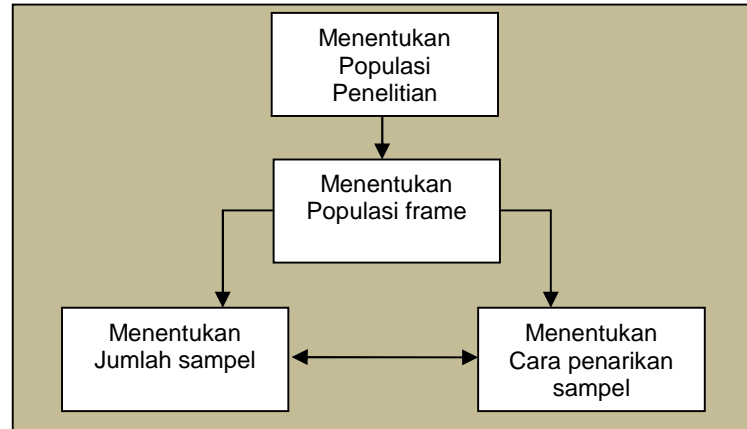 Menentukan
Populasi
Penelitian
Menentukan
Populasi frame
Menentukan
Jumlah sampel
Menentukan
Cara penarikan
sampel